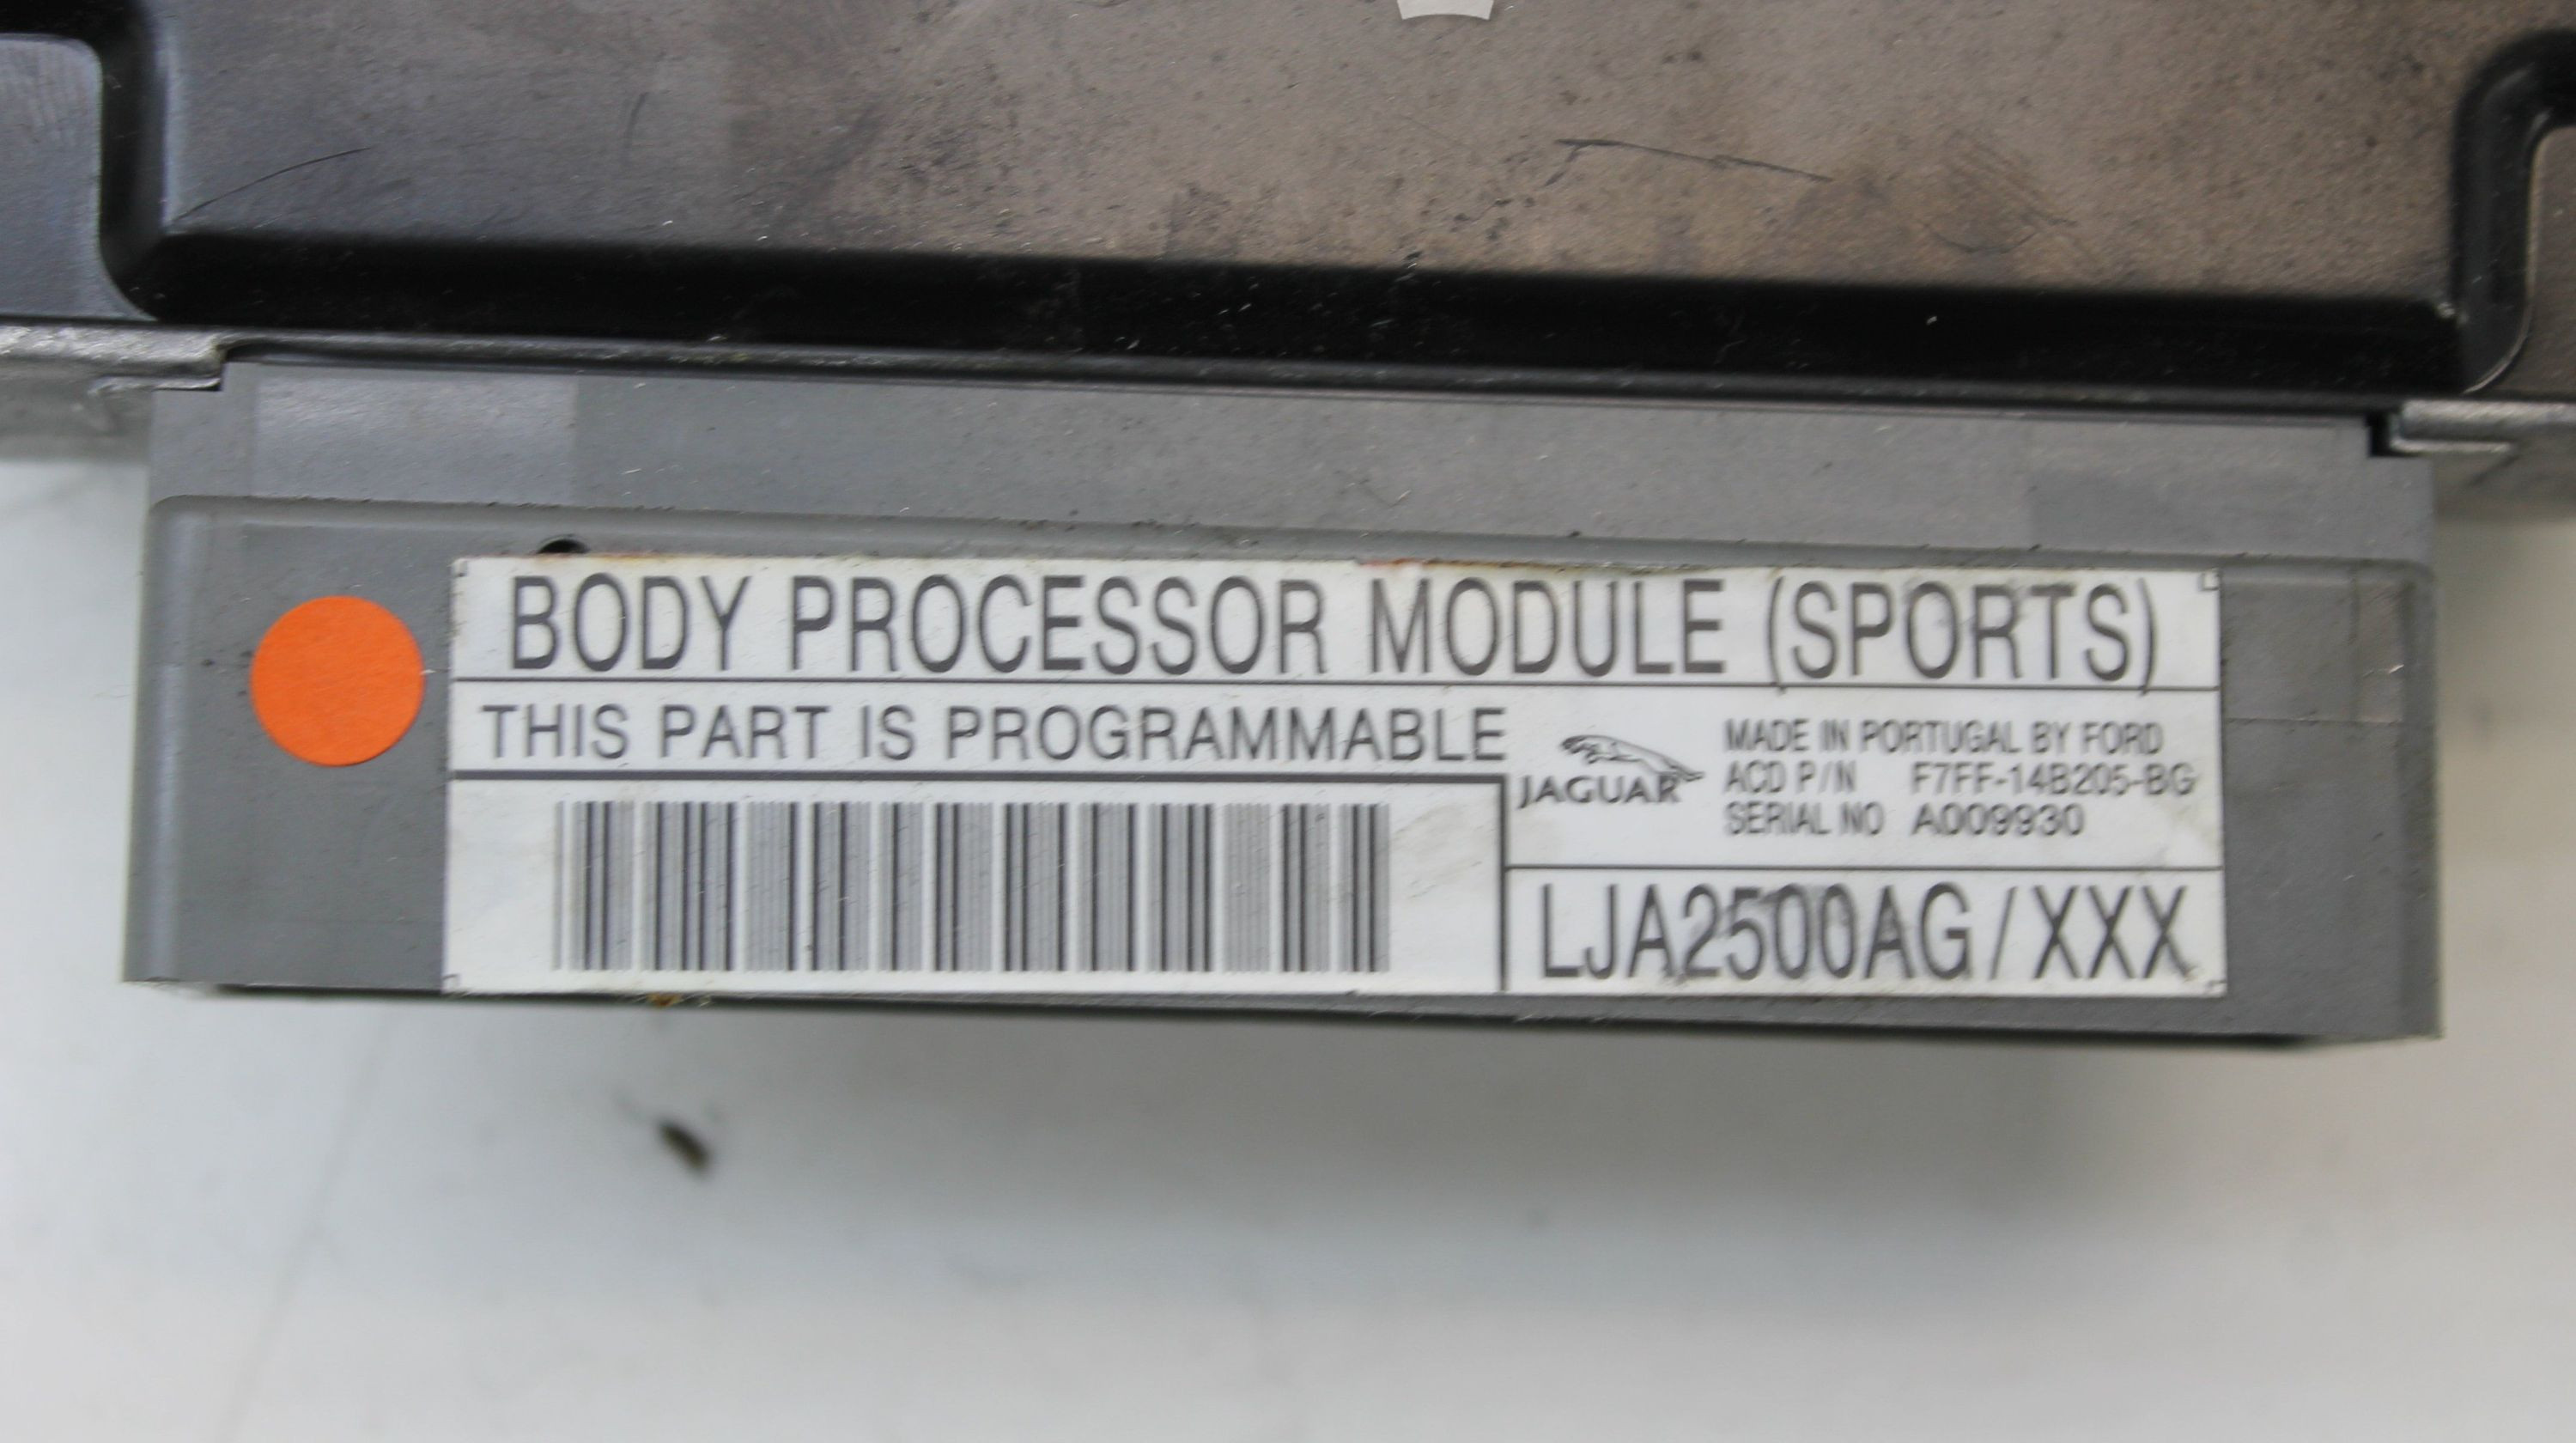 BODY PROCESSOR MODULE (SPORTS)
THIS PART IS PROGRAMMABLE
JAGUAR
MADE IN PORTUGAL BY FORD
ACD P/N F7FF-14B205-BG
SERIAL NO A009930
LJA2500AG/XXX